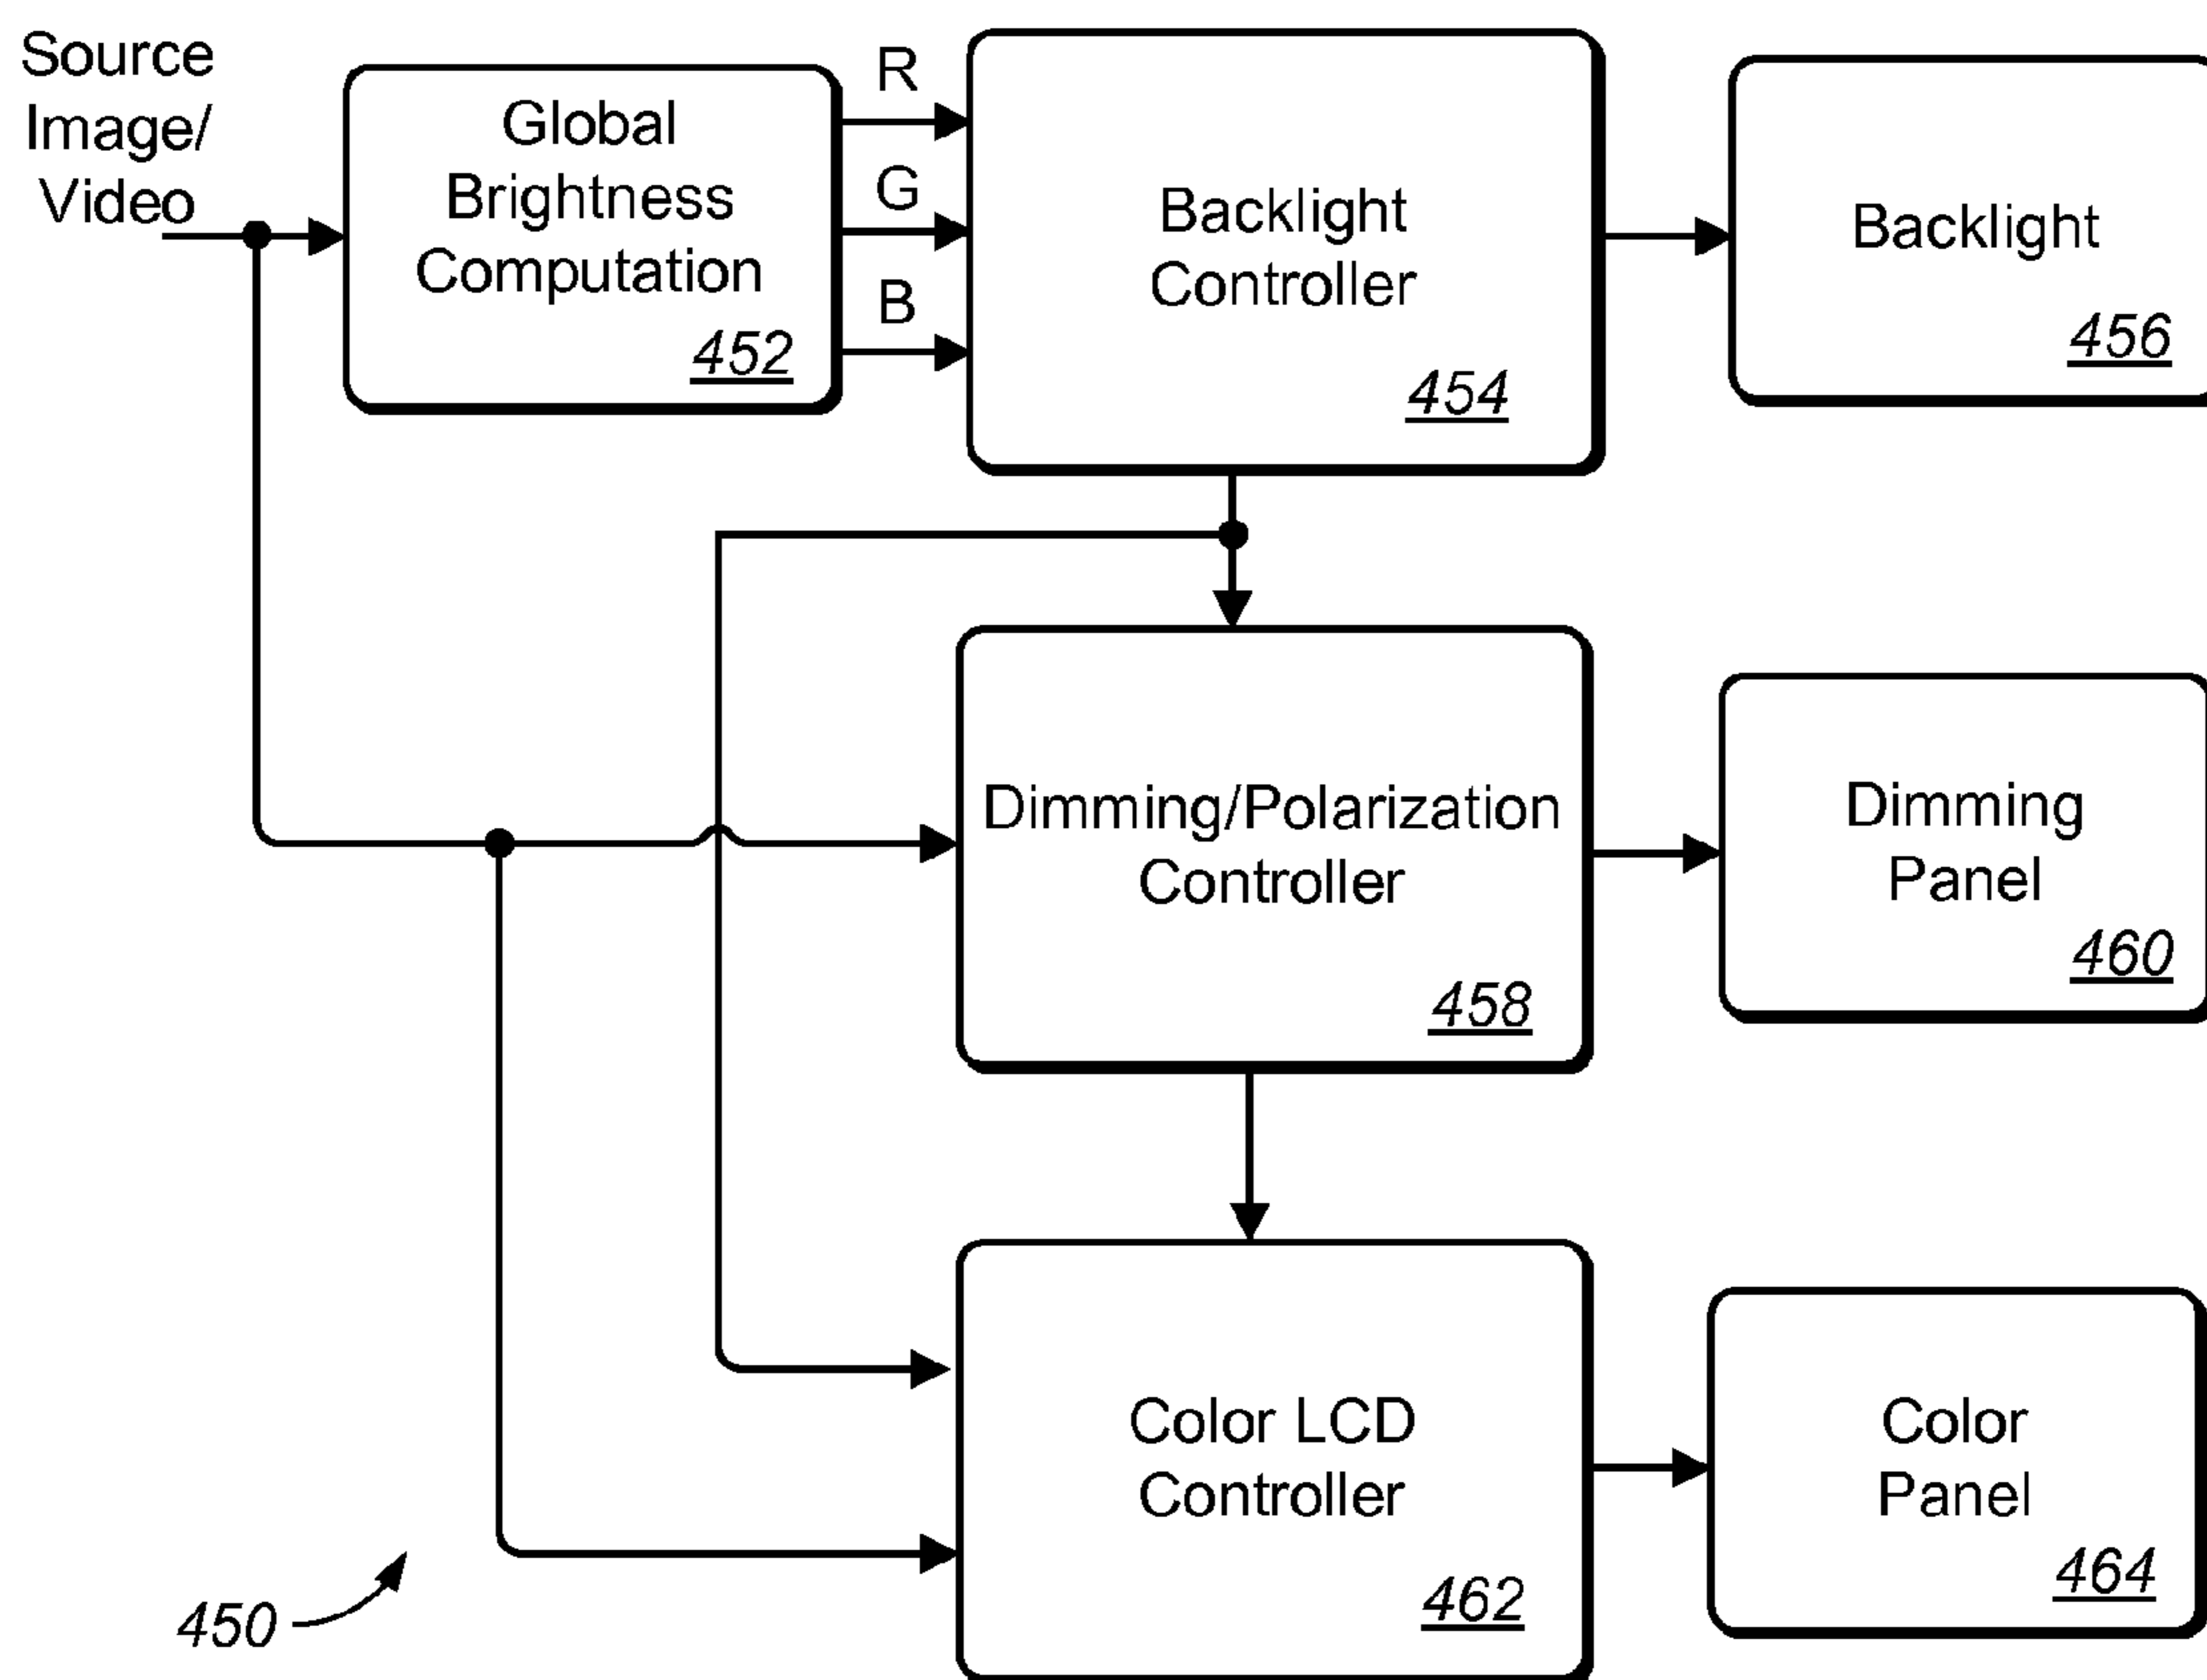 Source
Image/
Video
Global
Brightness
Computation
452
R
G
B
Backlight
Controller
454
Backlight
456
Dimming/Polarization
Controller
458
Dimming
Panel
460
Color LCD
Controller
462
Color
Panel
464
450